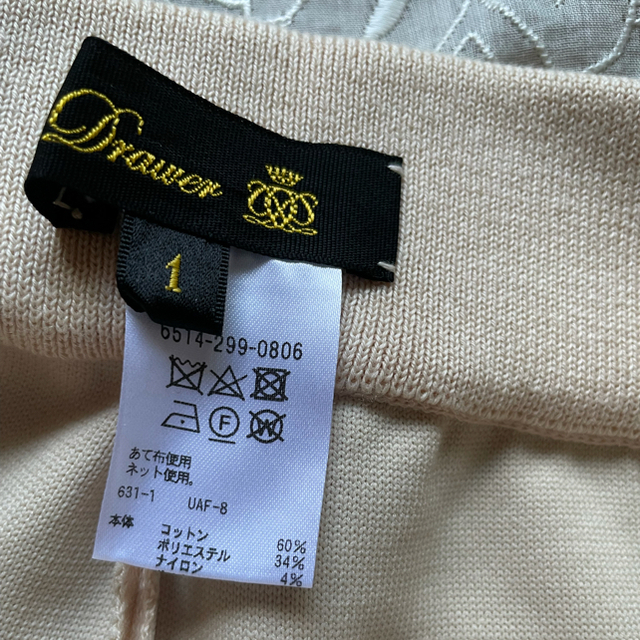 Drawer
1
6514-299-0806
F
W
あて布使用
ネット使用。
631-1 UAF-8
本体 コットン 60%
ポリエステル 34%
ナイロン 4%